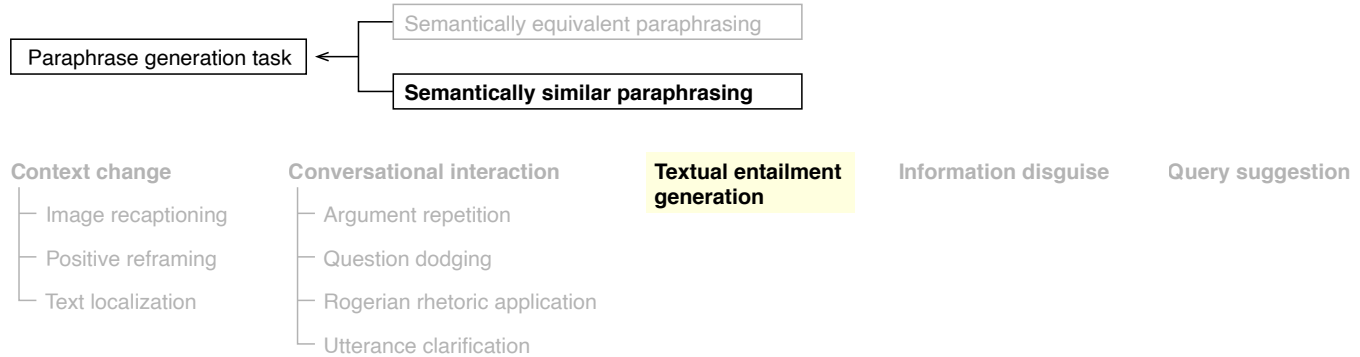 Semantically equivalent paraphrasing
Paraphrase generation task
Semantically similar paraphrasing
Context change
Image recaptioning
Positive reframing
Text localization
Conversational interaction
Argument repetition
Question dodging
Rogerian rhetoric application
Utterance clarification
Textual entailment
generation
Information disguise
Query suggestion